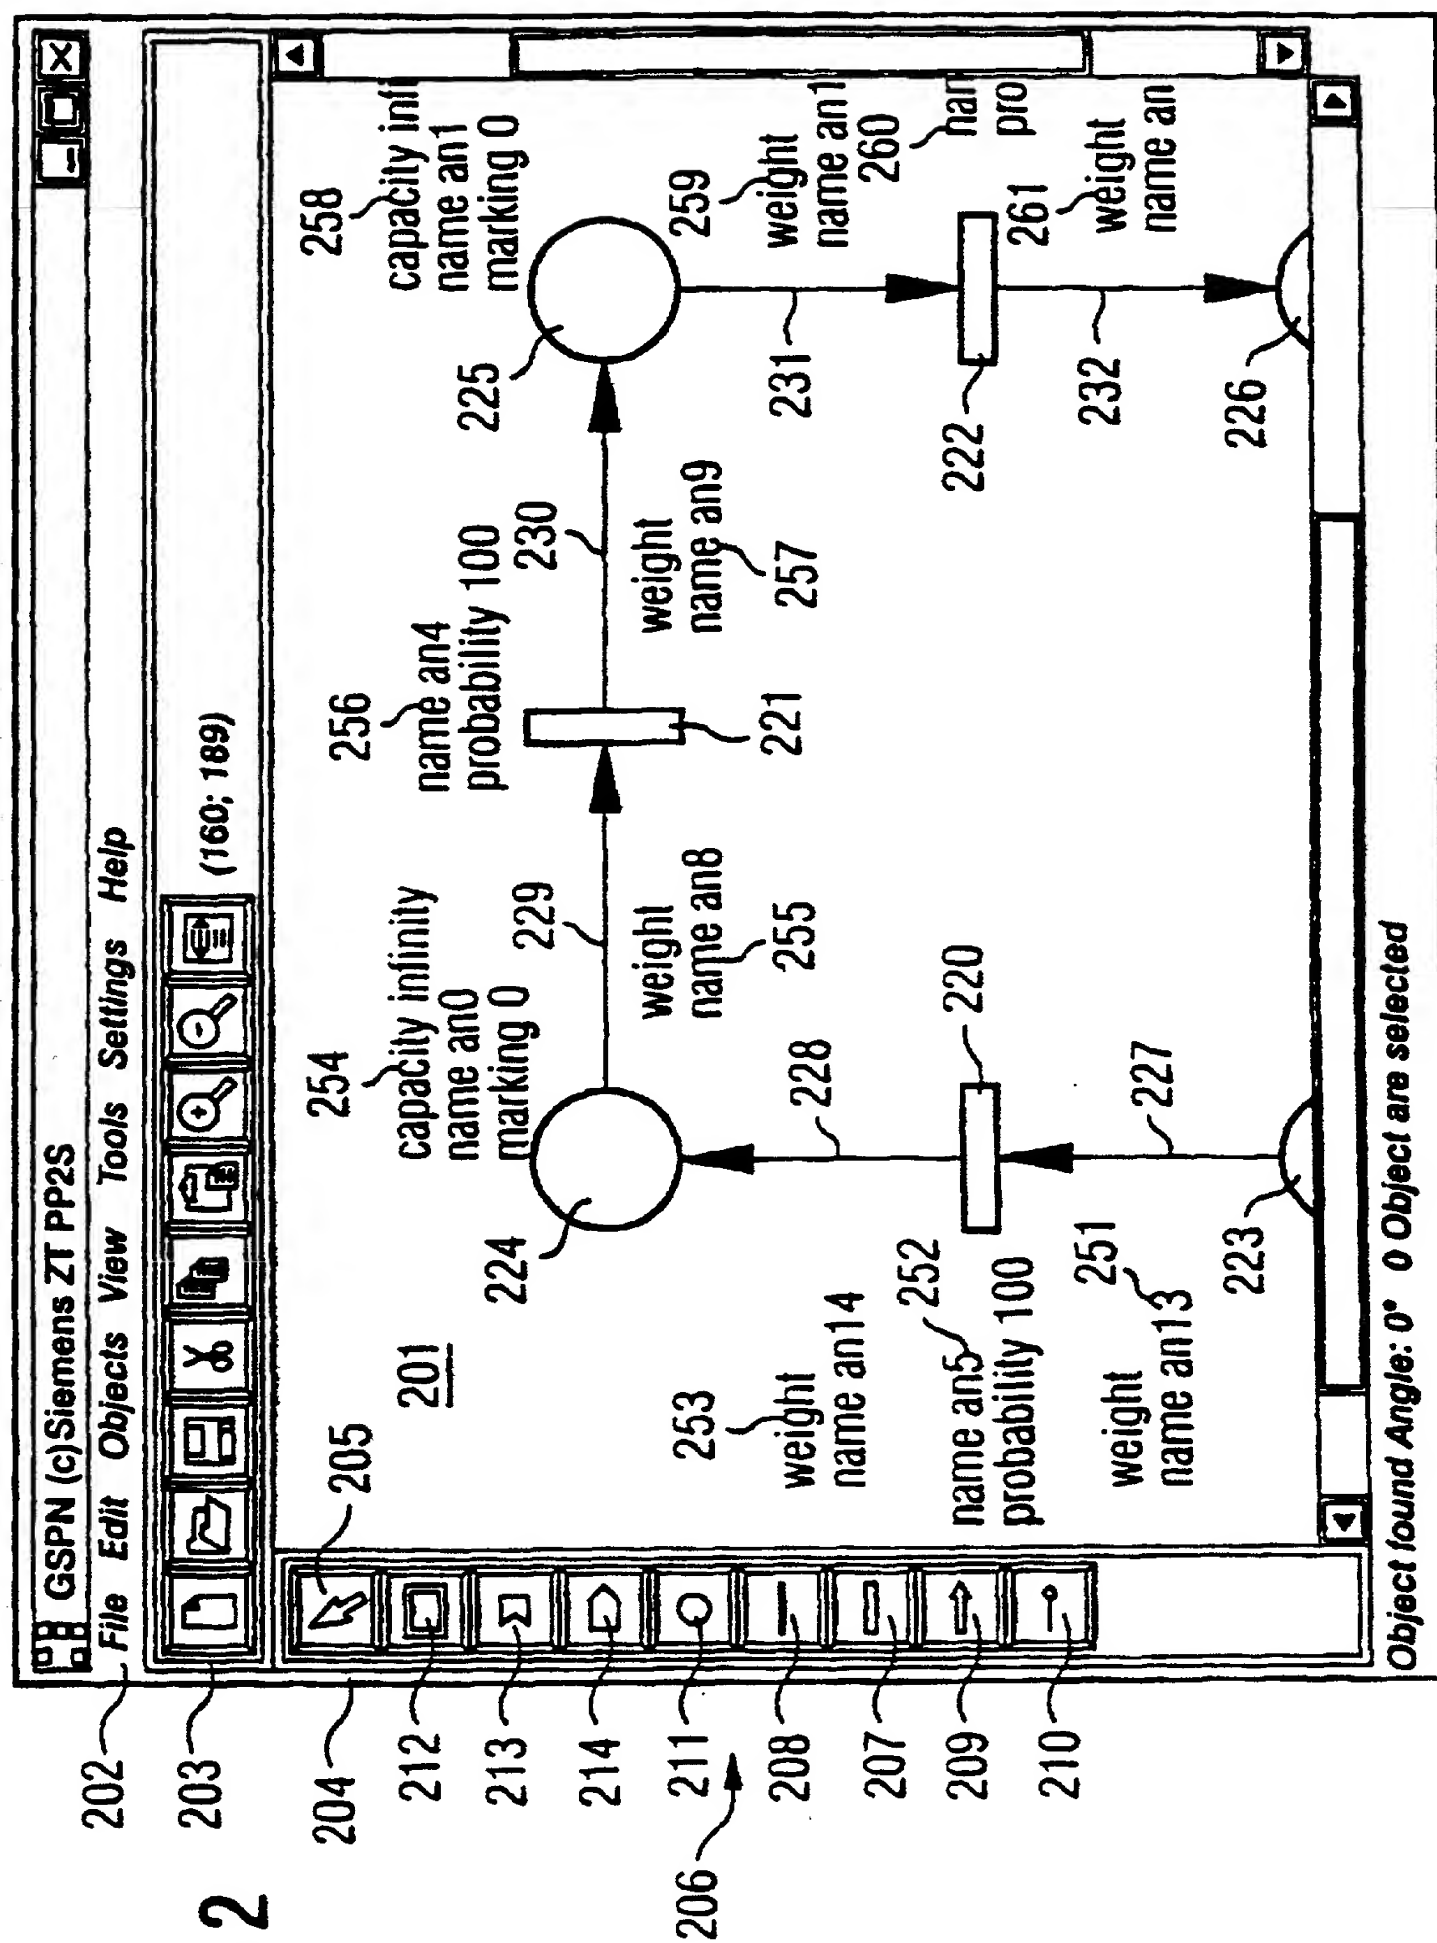 2
GSPN (c)Siemens ZT PP2S
202
File Edit Objects View Tools Settings Help
203
(160; 189)
204
205
206
212
213
214
211
208
207
209
210
201
254
capacity infinity
name an0
marking 0
256
name an4
probability 100
258
capacity infi
name an1
marking 0
224
229
230
225
weight
name an8
255
221
weight
name an9
257
259
weight
name an1
253
weight
name an14
228
231
260
nan
pro
252
name an5
probability 100
220
222
261
weight
name an
251
weight
name an13
227
232
223
226
Object found Angle: 0° 0 Object are selected